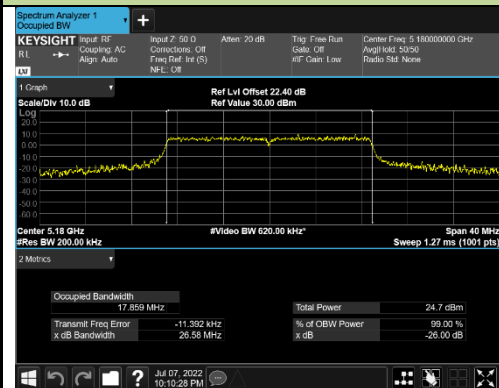 Spectrum Analyzer 1
Occupied BW
+
KEYSIGHT Input: RF Input Z: 50 Ω Atten: 20 dB Trig: Free Run Center Freq: 5.180000000 GHz
RL Coupling: AC Corrections: Off Gate: Off Avg|Hold: 50/50
Align: Auto Freq Ref: Int (S) #IF Gain: Low Radio Std: None
NFE: Off
LXI
1 Graph
Ref Lvl Offset 22.40 dB
Scale/Div 10.0 dB Ref Value 30.00 dBm
Log
20.0
10.0
0.00
-10.0
-20.0
-30.0
-40.0
-50.0
-60.0
Center 5.18 GHz #Video BW 620.00 kHz* Span 40 MHz
#Res BW 200.00 kHz Sweep 1.27 ms (1001 pts)
2 Metrics
Occupied Bandwidth
17.859 MHz Total Power 24.7 dBm
Transmit Freq Error -11.392 kHz % of OBW Power 99.00 %
x dB Bandwidth 26.58 MHz x dB -26.00 dB
? Jul 07, 2022
10:10:28 PM